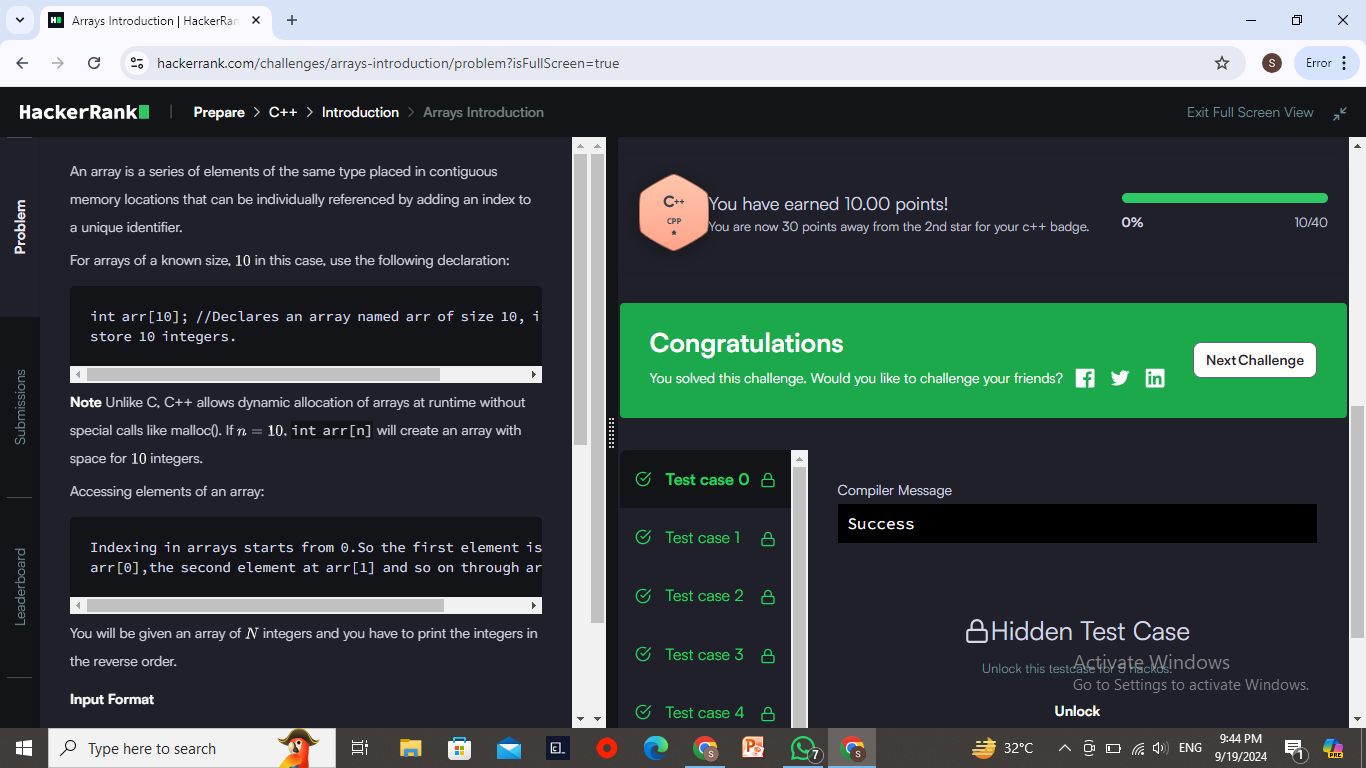 Arrays Introduction | HackerRan
hackerrank.com/challenges/arrays-introduction/problem?isFullScreen=true
S
Error
HackerRank
Prepare > C++ > Introduction > Arrays Introduction
Exit Full Screen View
Problem
Submissions
Leaderboard
An array is a series of elements of the same type placed in contiguous
memory locations that can be individually referenced by adding an index to
a unique identifier.
For arrays of a known size, 10 in this case, use the following declaration:
int arr[10]; //Declares an array named arr of size 10, i
store 10 integers.
Note Unlike C, C++ allows dynamic allocation of arrays at runtime without
special calls like malloc(). If n = 10, int arr[n] will create an array with
space for 10 integers.
Accessing elements of an array:
Indexing in arrays starts from 0.So the first element is
arr[0],the second element at arr[1] and so on through ar
You will be given an array of N integers and you have to print the integers in
the reverse order.
Input Format
C++
CPP
You have earned 10.00 points!
You are now 30 points away from the 2nd star for your c++ badge.
0%
10/40
Congratulations
You solved this challenge. Would you like to challenge your friends?
Next Challenge
Test case 0
Test case 1
Test case 2
Test case 3
Test case 4
Compiler Message
Success
Hidden Test Case
Unlock this testcase for 5 hackos.
Unlock
Activate Windows
Go to Settings to activate Windows.
Type here to search
S
7
S
32°C
ENG
9:44 PM
9/19/2024
1
PRE